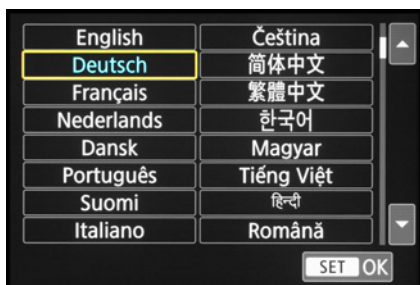 English
Deutsch
Français
Nederlands
Dansk
Português
Suomi
Italiano
Čeština
简体中文
繁體中文
한국어
Magyar
Tiếng Việt
हिन्दी
Română
SET OK